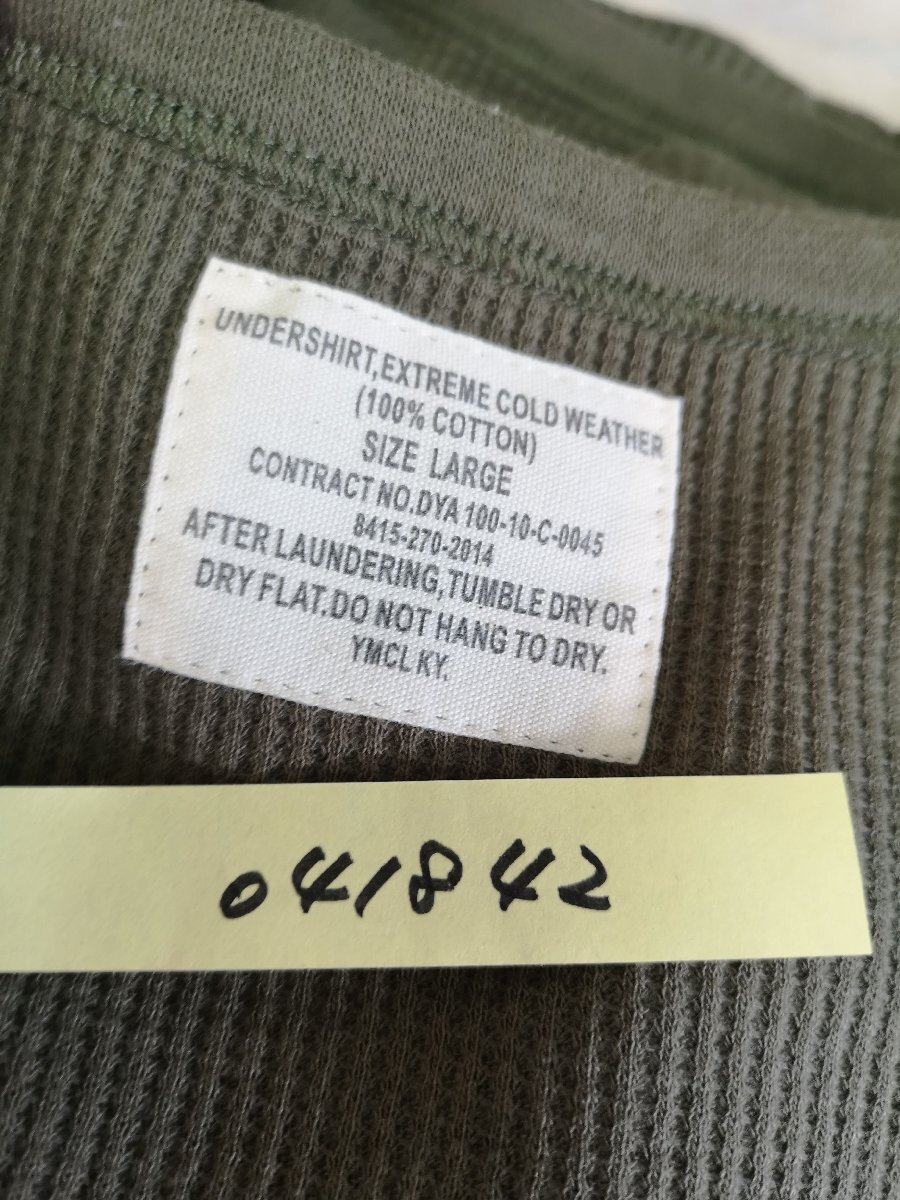 UNDERSHIRT,EXTREME COLD WEATHER
(100% COTTON)
SIZE LARGE
CONTRACT NO.DYA 100-10-C-0045
8415-270-2014
AFTER LAUNDERING,TUMBLE DRY OR
DRY FLAT.DO NOT HANG TO DRY.
YMCL KY.
041842